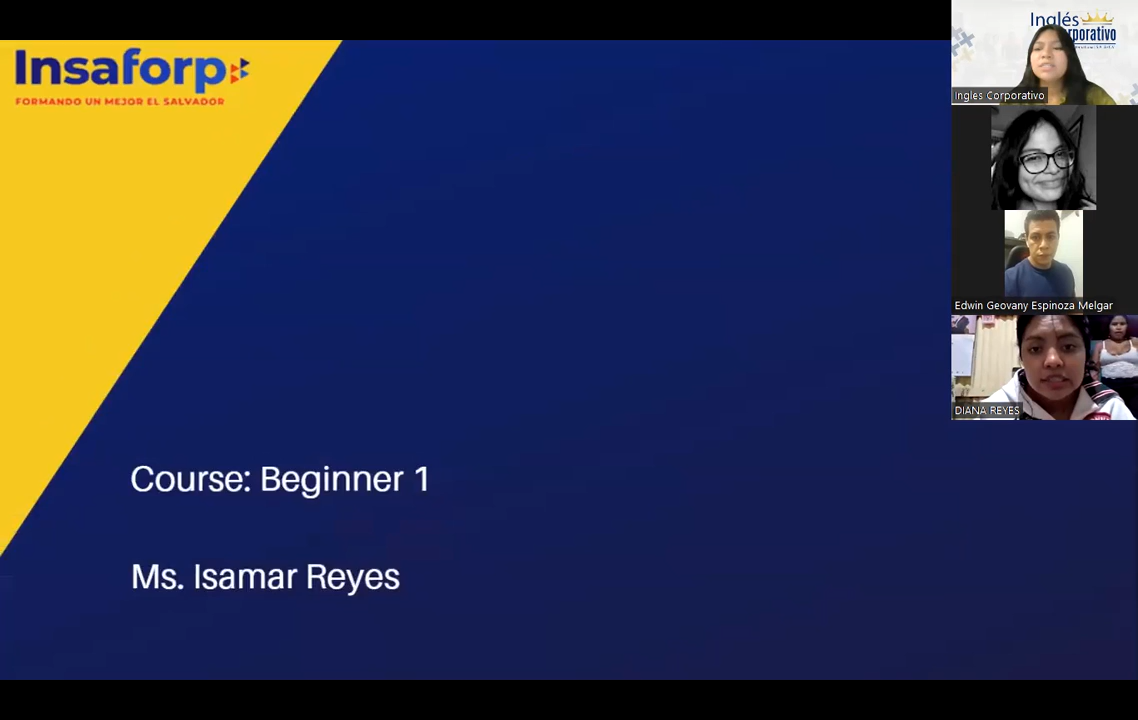 Insaforp
FORMANDO UN MEJOR EL SALVADOR
Course: Beginner 1
Ms. Isamar Reyes
Inglés
porativo
Ingles Corporativo
Edwin Geovany Espinoza Melgar
DIANA REYES